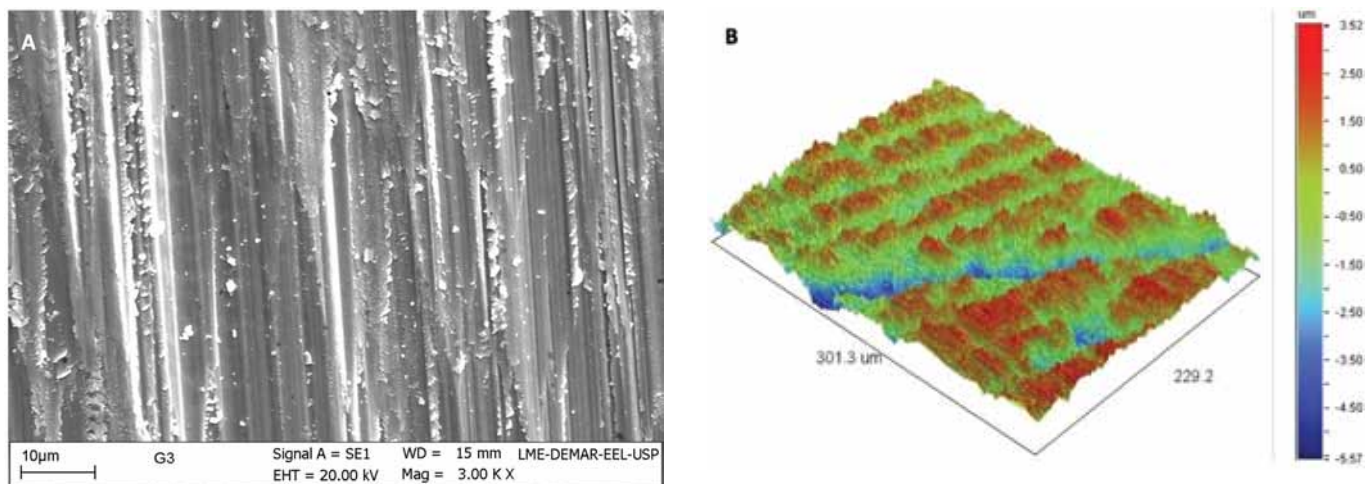 A
10µm
G3
Signal A = SE1 WD = 15 mm LME-DEMAR-EEL-USP
EHT = 20.00 kV Mag = 3.00 K X
B
um
3.52
2.50
1.50
0.50
-0.50
-1.50
-2.50
-3.50
-4.50
-5.57
301.3 um
229.2